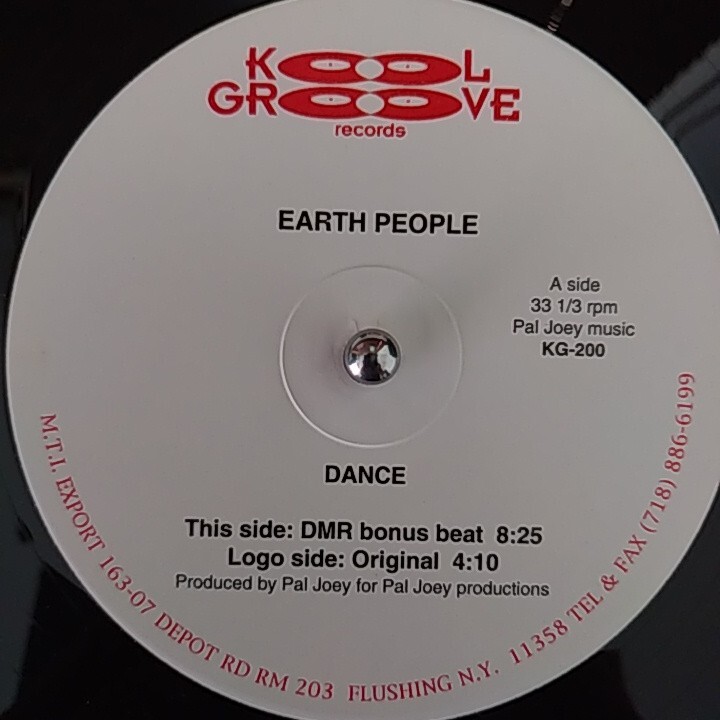 KOOL
GROOVE
records
EARTH PEOPLE
A side
33 1/3 rpm
Pal Joey music
KG-200
DANCE
This side: DMR bonus beat 8:25
Logo side: Original 4:10
Produced by Pal Joey for Pal Joey productions
M.T.I. EXPORT 163-07 DEPOT RD RM 203 FLUSHING N.Y. 11358 TEL & FAX (718) 886-6199